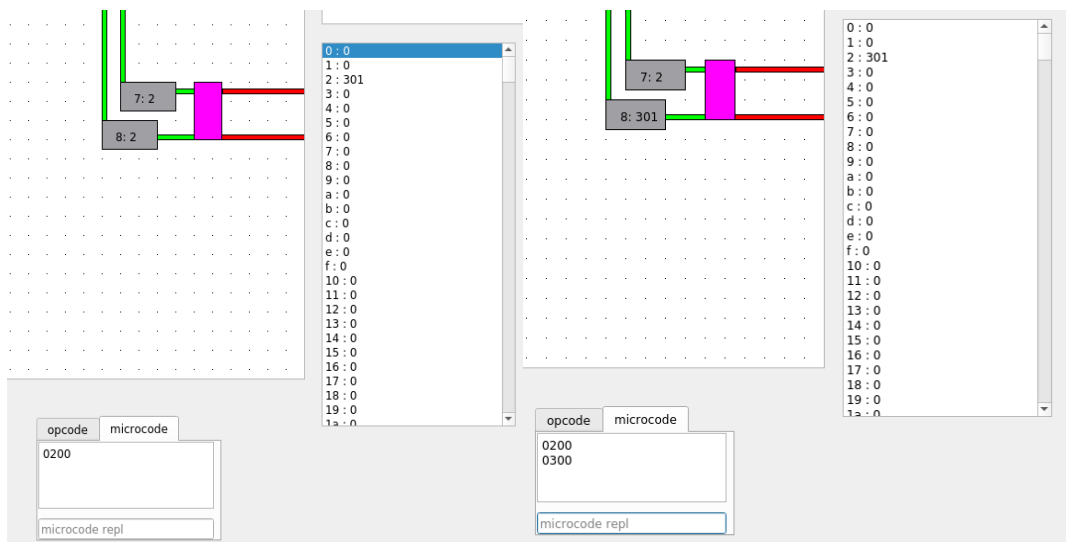 7: 2
8: 2
0 : 0
1 : 0
2 : 301
3 : 0
4 : 0
5 : 0
6 : 0
7 : 0
8 : 0
9 : 0
a : 0
b : 0
c : 0
d : 0
e : 0
f : 0
10 : 0
11 : 0
12 : 0
13 : 0
14 : 0
15 : 0
16 : 0
17 : 0
18 : 0
19 : 0
1a : 0
opcode microcode
0200
microcode repl
7: 2
8: 301
0 : 0
1 : 0
2 : 301
3 : 0
4 : 0
5 : 0
6 : 0
7 : 0
8 : 0
9 : 0
a : 0
b : 0
c : 0
d : 0
e : 0
f : 0
10 : 0
11 : 0
12 : 0
13 : 0
14 : 0
15 : 0
16 : 0
17 : 0
18 : 0
19 : 0
1a : 0
opcode microcode
0200
0300
microcode repl